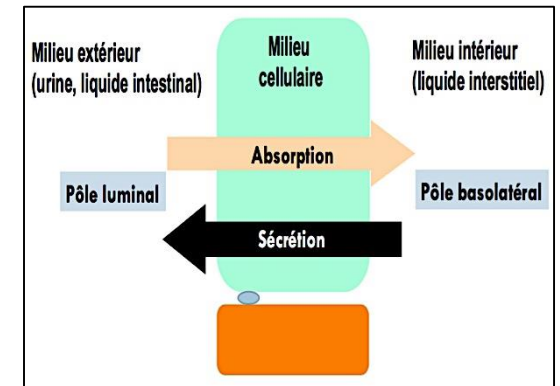 Milieu extérieur
(urine, liquide intestinal)
Milieu
cellulaire
Milieu intérieur
(liquide interstitiel)
Absorption
Pôle luminal
Pôle basolatéral
Sécrétion